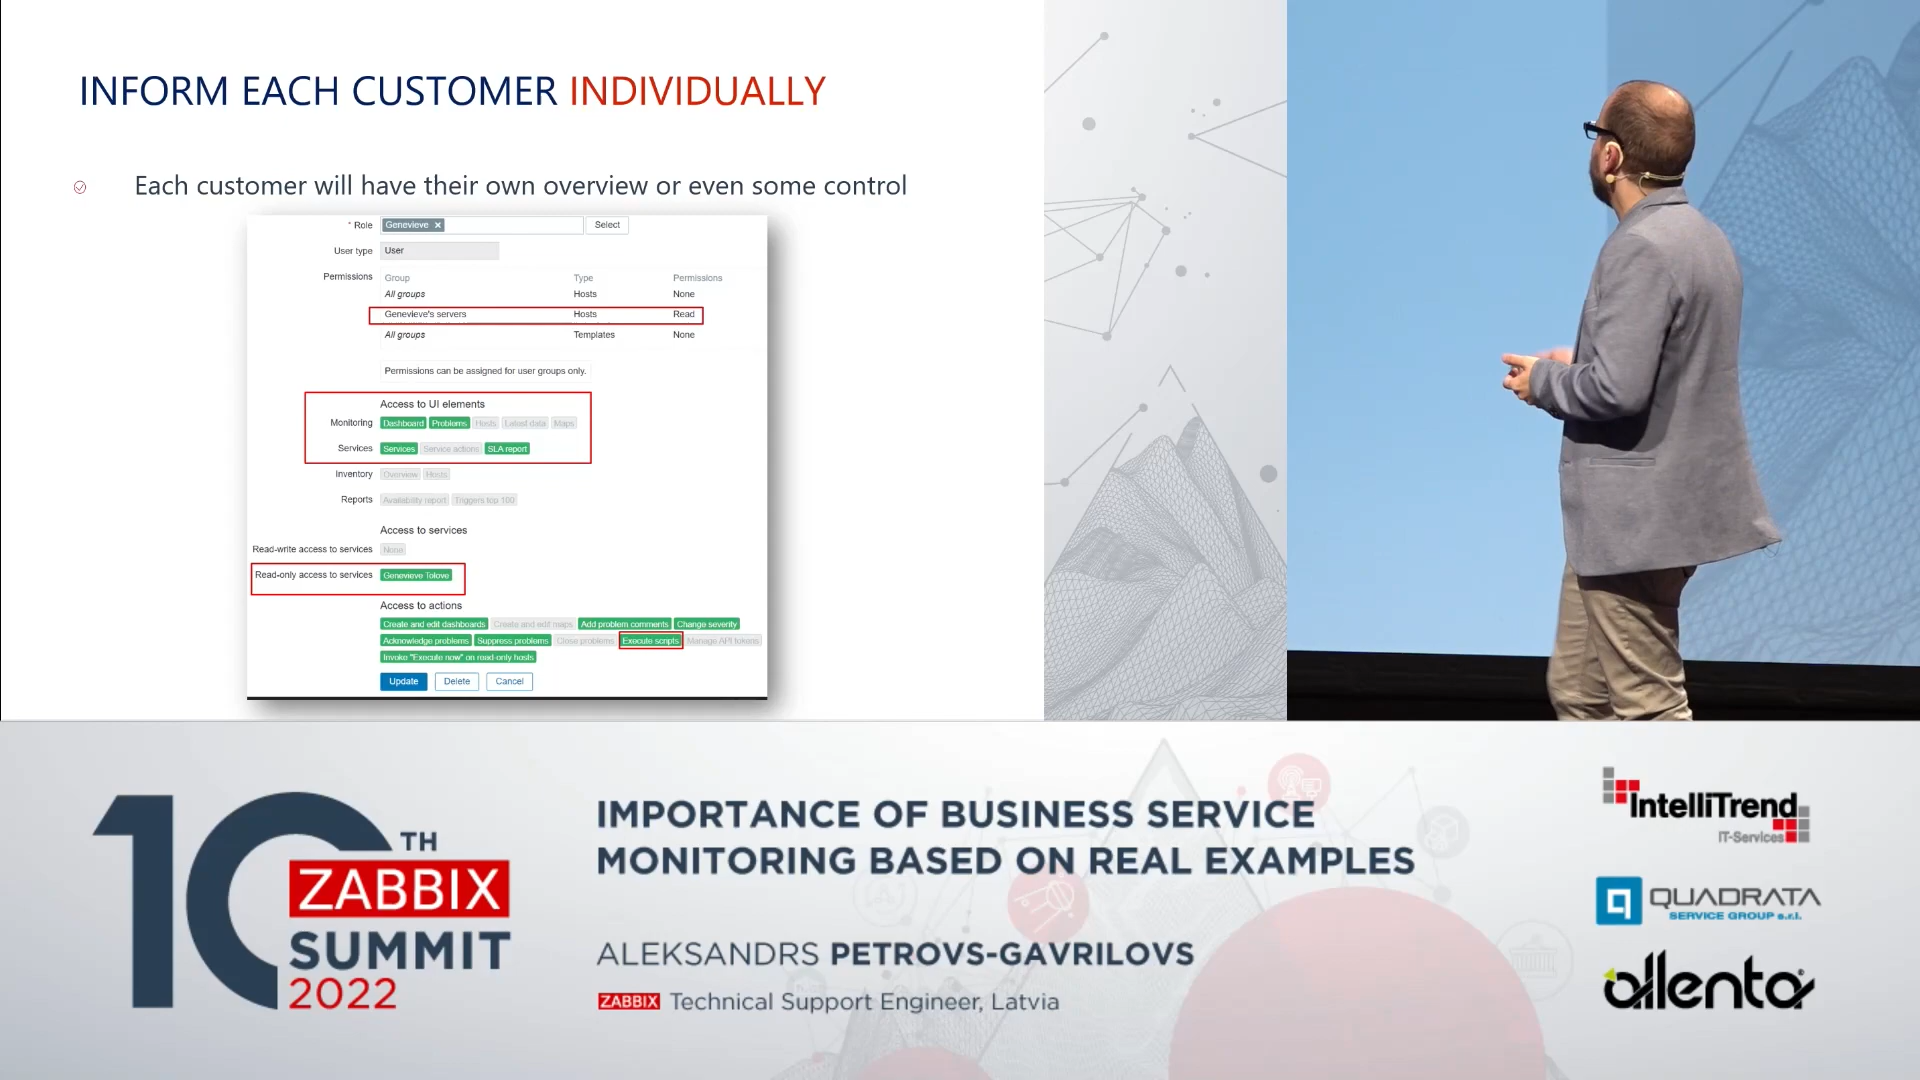 INFORM EACH CUSTOMER INDIVIDUALLY
Each customer will have their own overview or even some control
* Role Genevieve × Select
User type User
Permissions Group Type Permissions
All groups Hosts None
Genevieve's servers Hosts Read
All groups Templates None
Permissions can be assigned for user groups only.
Access to UI elements
Monitoring Dashboard Problems Hosts Latest data Maps
Services Services Service actions SLA report
Inventory Overview Hosts
Reports Availability report Triggers top 100
Access to services
Read-write access to services None
Read-only access to services Genevieve Tolove
Access to actions
Create and edit dashboards Create and edit maps Add problem comments Change severity
Acknowledge problems Suppress problems Close problems Execute scripts Manage API tokens
Invoke "Execute now" on read-only hosts
Update Delete Cancel
10TH
ZABBIX
SUMMIT
2022
IMPORTANCE OF BUSINESS SERVICE
MONITORING BASED ON REAL EXAMPLES
ALEKSANDRS PETROVS-GAVRILOVS
ZABBIX Technical Support Engineer, Latvia
IntelliTrend
IT-Services
QUADRATA
SERVICE GROUP s.r.l.
allenta